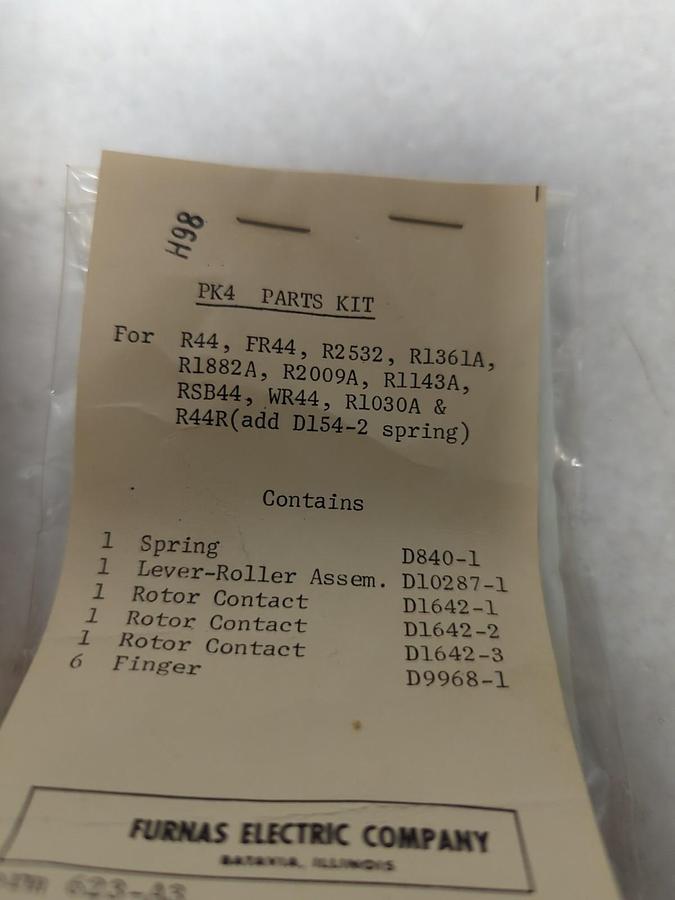 H98
PK4 PARTS KIT
For R44, FR44, R2532, R1361A,
R1882A, R2009A, R1143A,
RSB44, WR44, R1030A &
R44R(add D154-2 spring)
Contains
1 Spring D840-1
1 Lever-Roller Assem. D10287-1
1 Rotor Contact D1642-1
1 Rotor Contact D1642-2
1 Rotor Contact D1642-3
6 Finger D9968-1
FURNAS ELECTRIC COMPANY
BATAVIA, ILLINOIS
623-A3